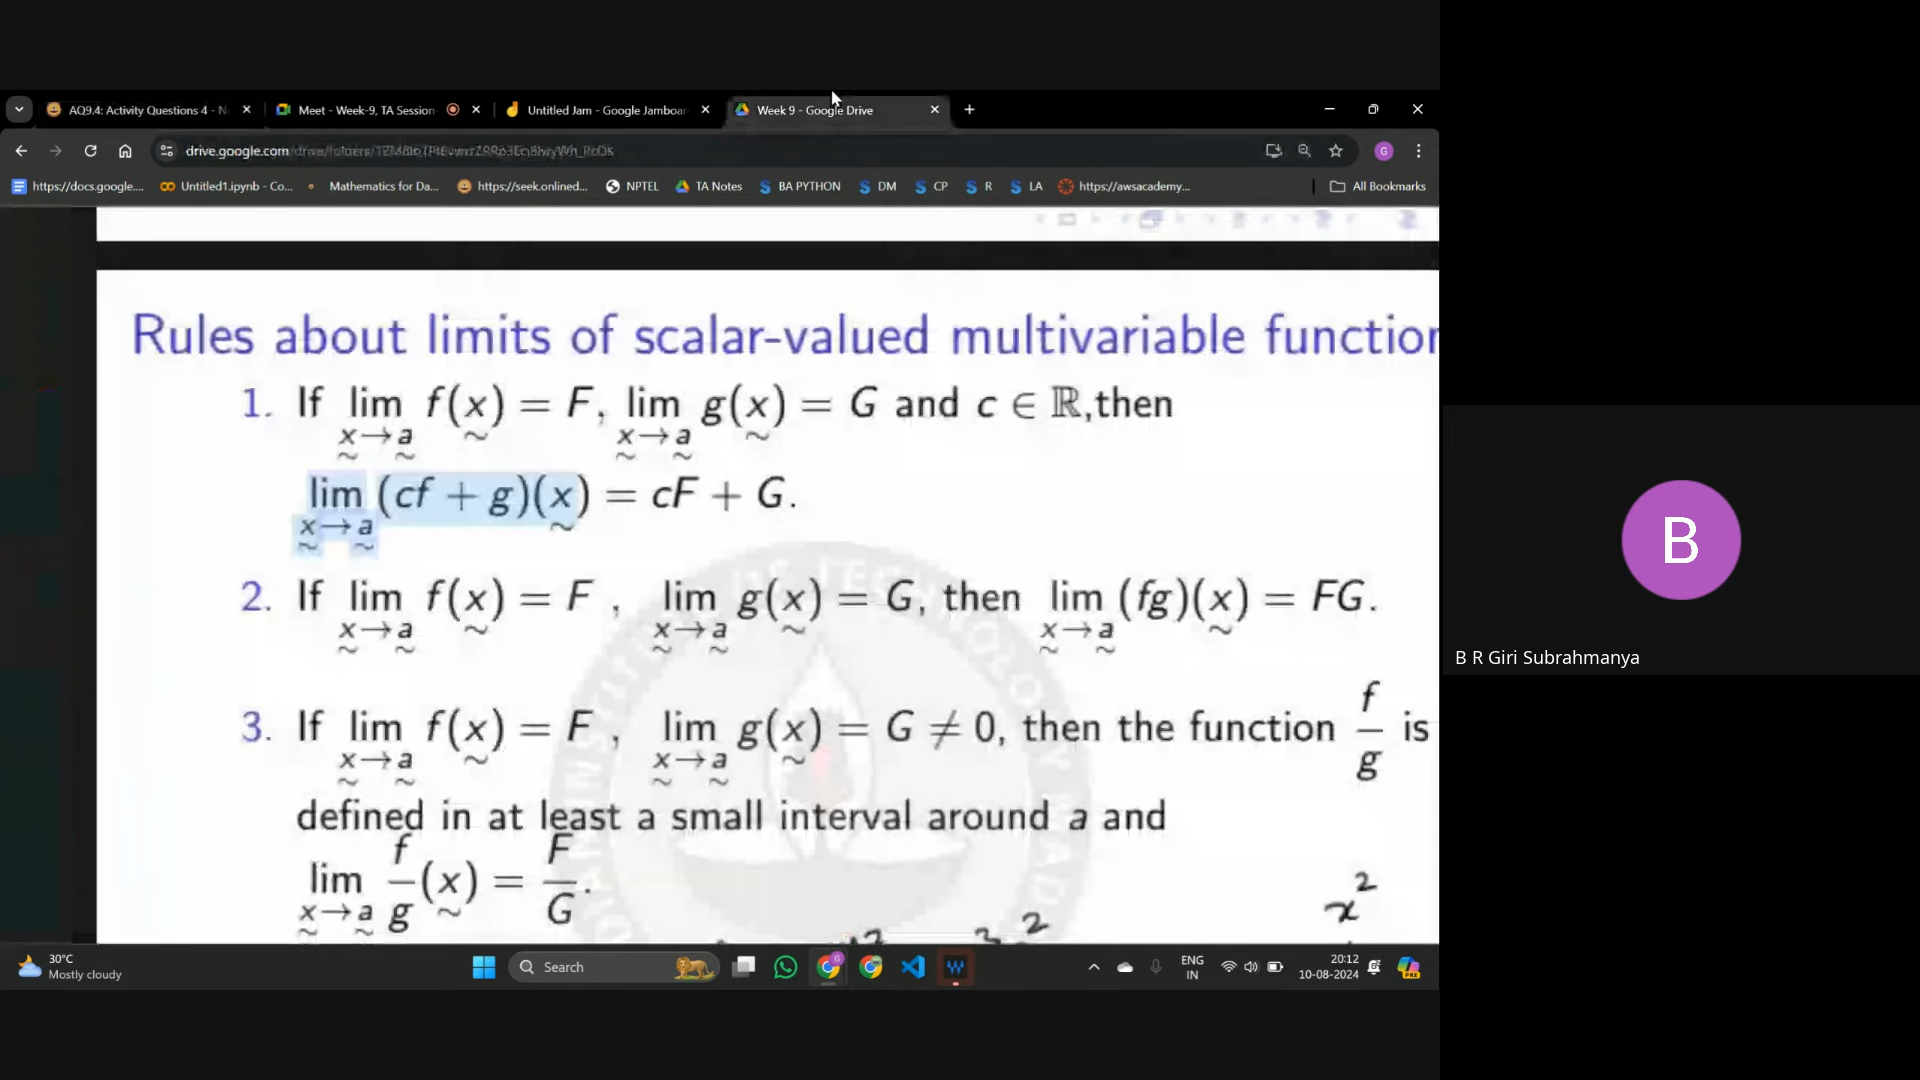 AQ9.4: Activity Questions 4 - N
Meet - Week-9, TA Session
Untitled Jam - Google Jamboar
Week 9 - Google Drive
drive.google.com
https://docs.google....
Untitled1.ipynb - Co...
Mathematics for Da...
https://seek.onlined...
NPTEL
TA Notes
BA PYTHON
DM
CP
R
LA
https://awsacademy...
All Bookmarks
G
Rules about limits of scalar-valued multivariable function
1. If lim f(x) = F, lim g(x) = G and c ∈ ℝ,then
x→a x→a
lim (cf + g)(x) = cF + G.
x→a
2. If lim f(x) = F , lim g(x) = G, then lim (fg)(x) = FG.
x→a x→a x→a
3. If lim f(x) = F , lim g(x) = G ≠ 0, then the function f/g is
x→a x→a
defined in at least a small interval around a and
lim f/g (x) = F/G.
x→a
x²
B
B R Giri Subrahmanya
30°C
Mostly cloudy
Search
ENG
IN
20:12
10-08-2024